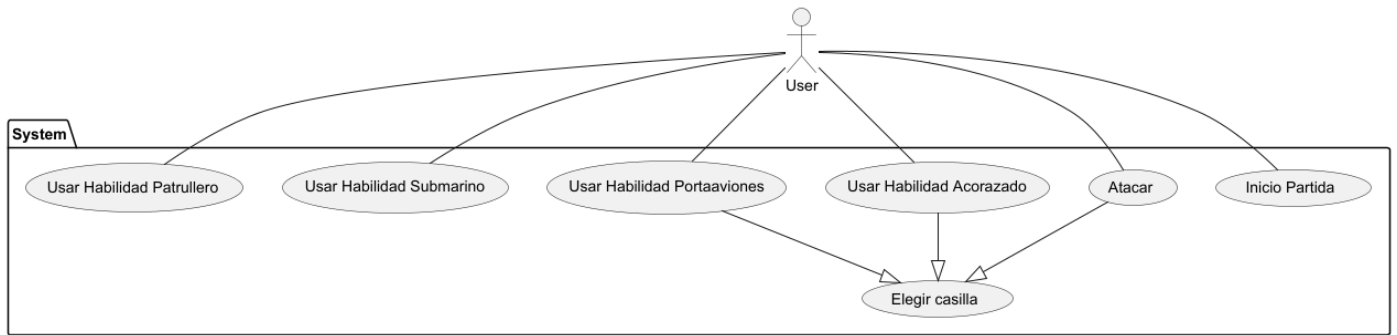 User
System
Usar Habilidad Patrullero
Usar Habilidad Submarino
Usar Habilidad Portaaviones
Usar Habilidad Acorazado
Atacar
Inicio Partida
Elegir casilla